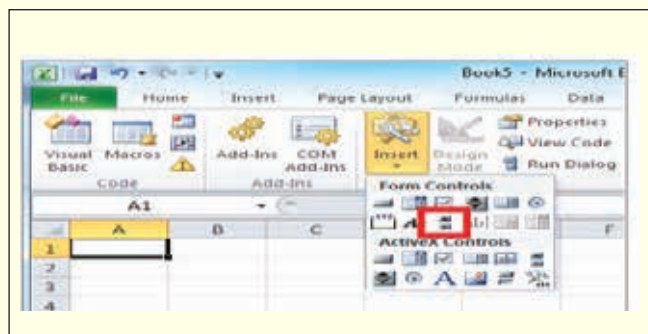 Book5 - Microsoft E
File Home Insert Page Layout Formulas Data
Visual Basic Macros Add-Ins COM Add-Ins Insert Design Mode Properties
View Code
Run Dialog
Code Add-Ins
Form Controls
A1
ActiveX Controls
A B C F
1
2
3
4